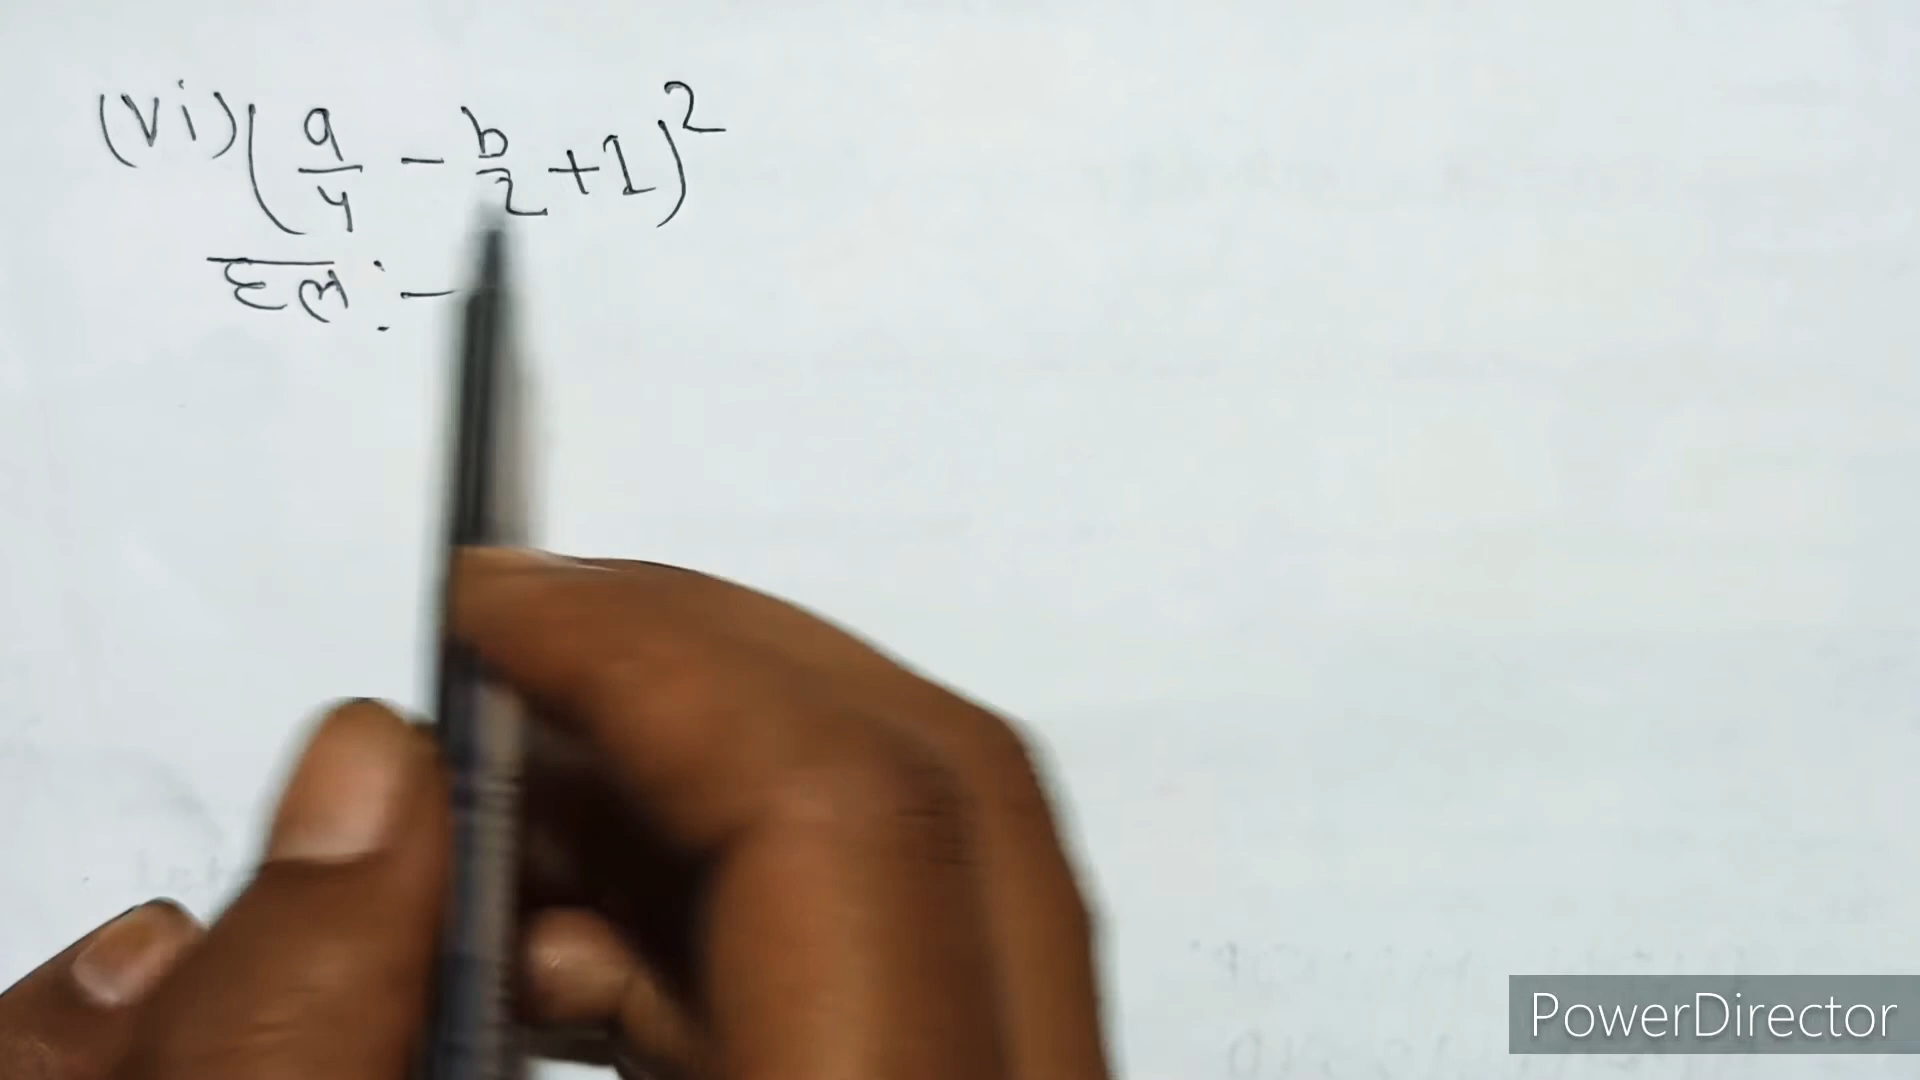 (vi) (a/4 - b/2 + 1)²
हल :-
PowerDirector